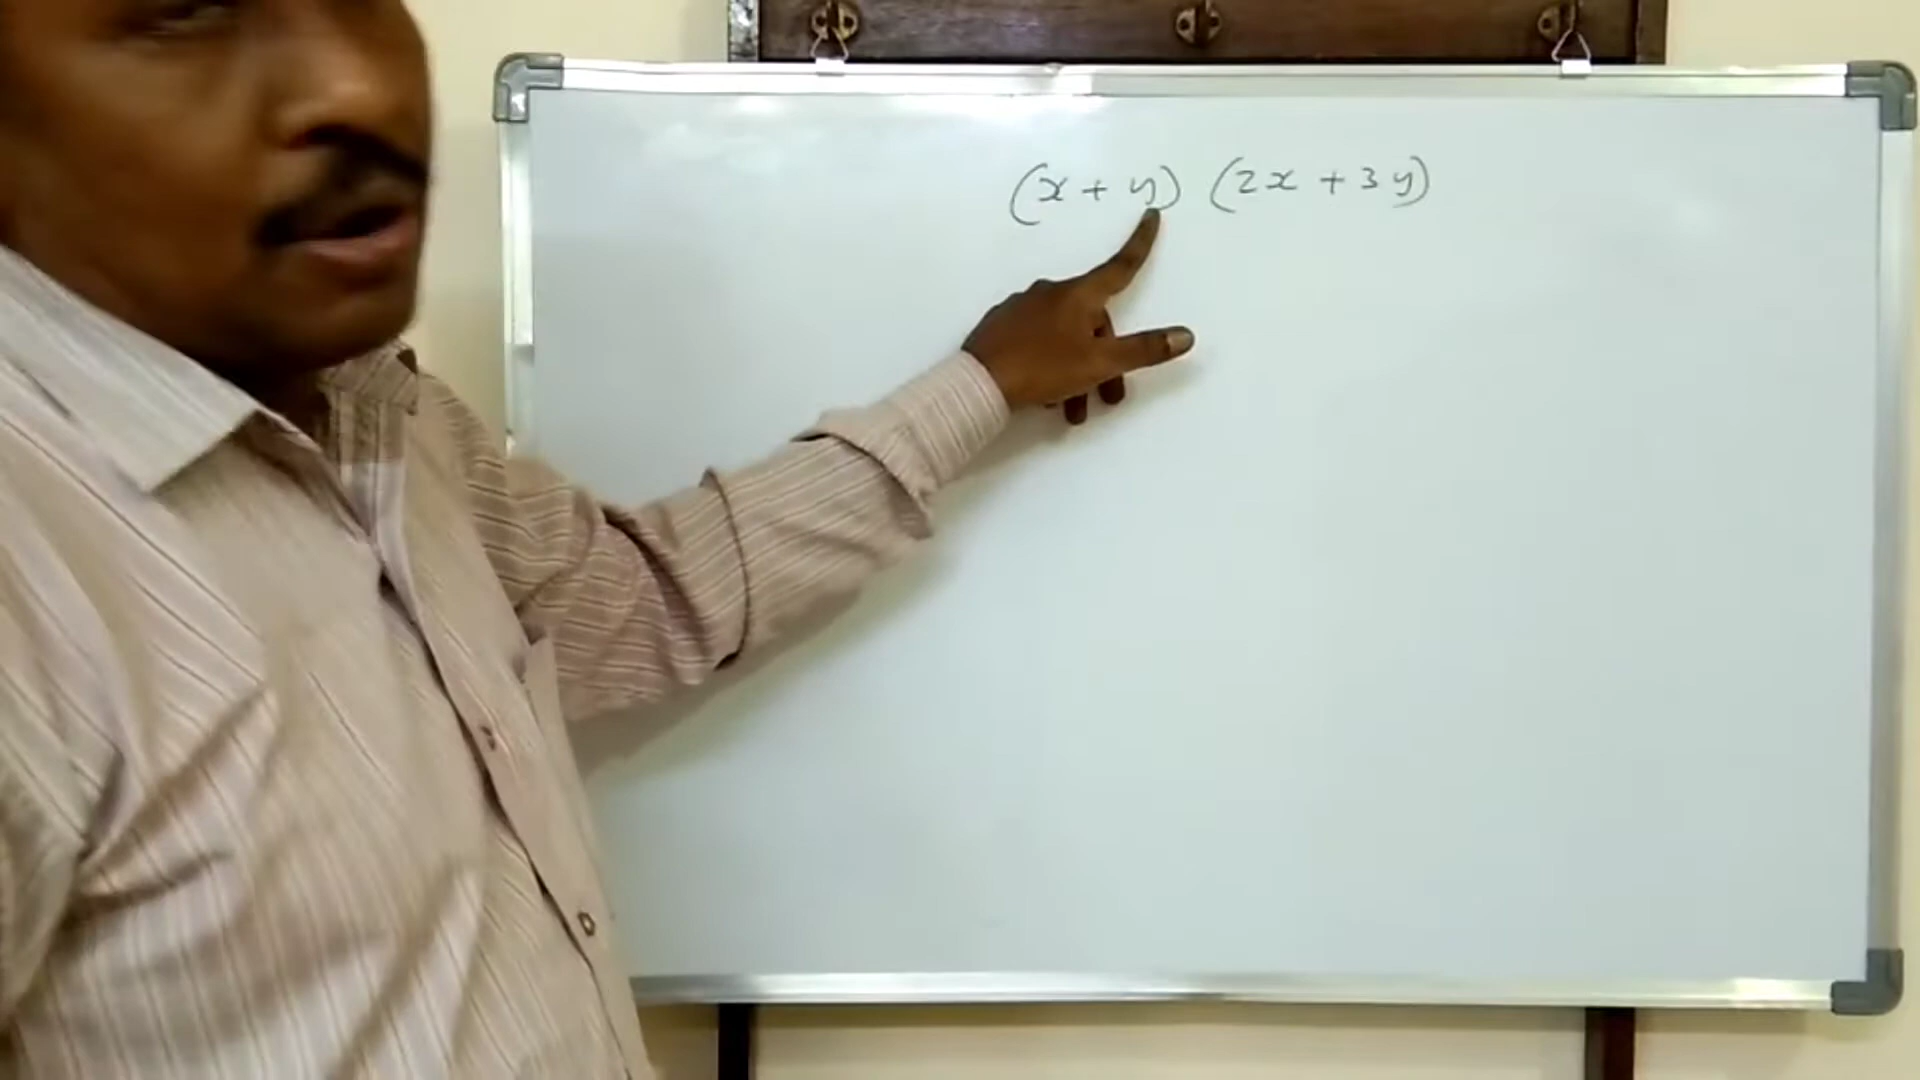 (x + y) (2x + 3y)